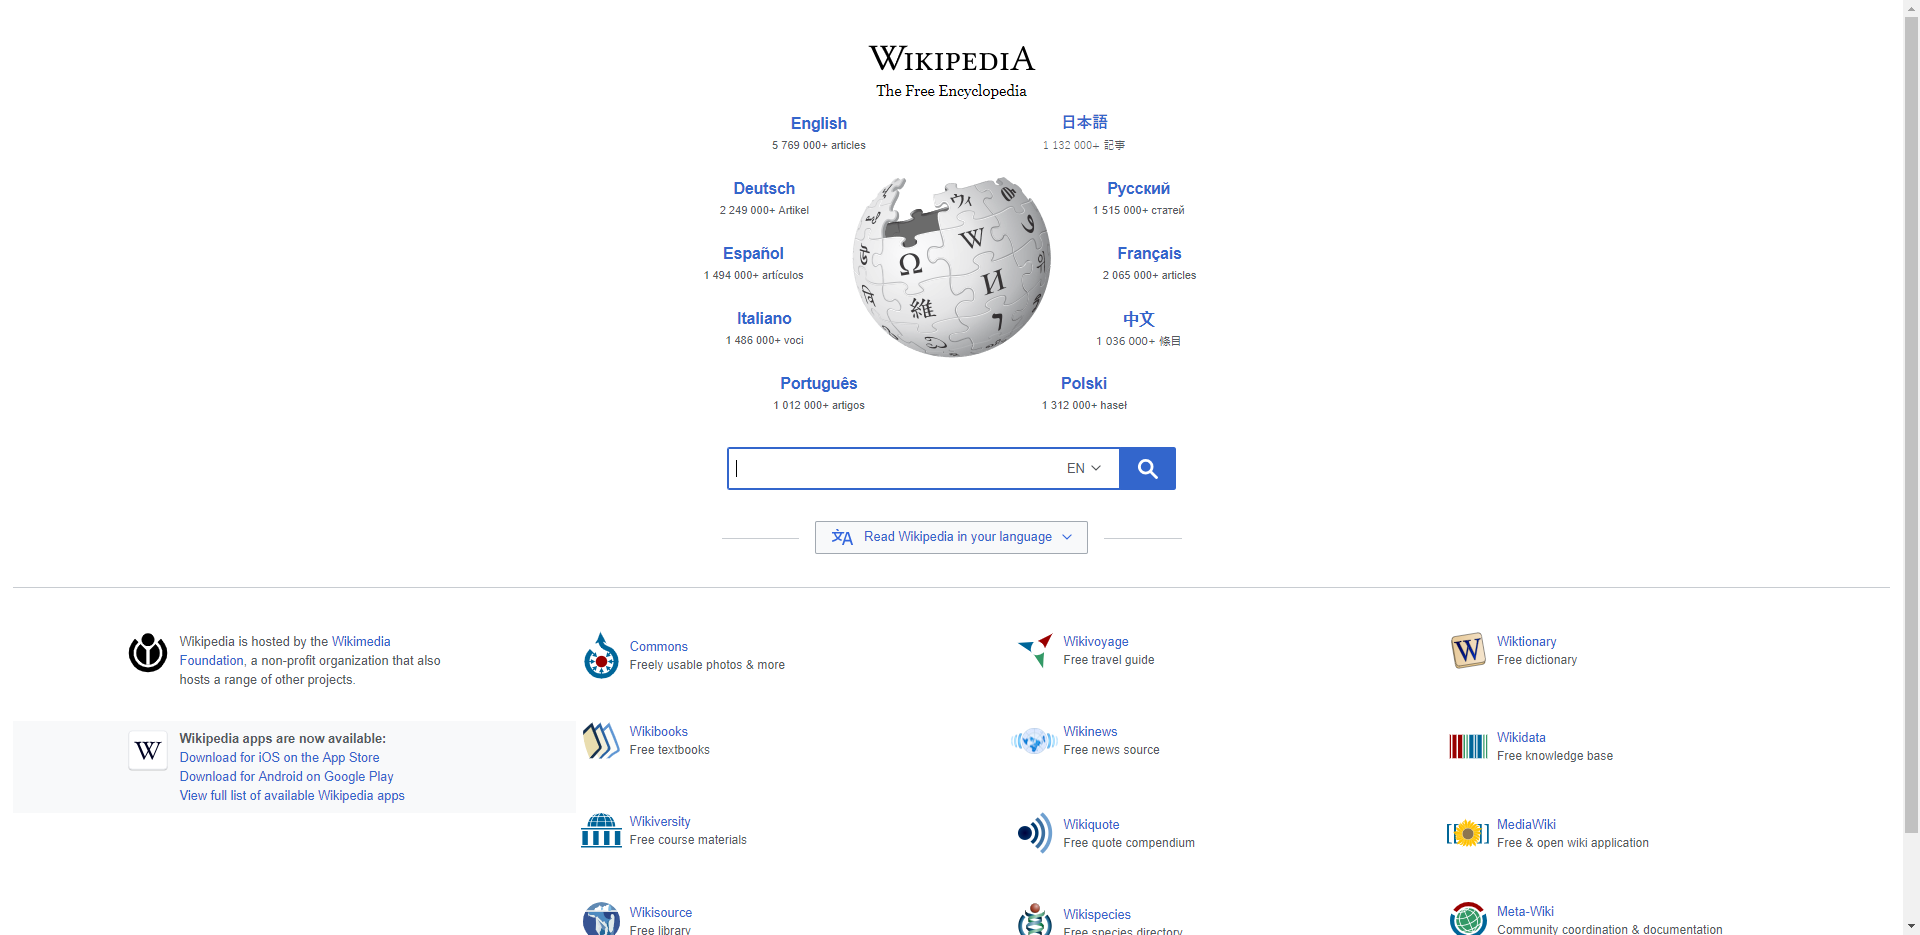 WIKIPEDIA
The Free Encyclopedia
English
5 769 000+ articles
日本語
1 132 000+ 記事
Deutsch
2 249 000+ Artikel
Русский
1 515 000+ статей
Español
1 494 000+ artículos
Français
2 065 000+ articles
Italiano
1 486 000+ voci
中文
1 036 000+ 條目
Português
1 012 000+ artigos
Polski
1 312 000+ haseł
Ω
W
И
維
ウィ
EN
Read Wikipedia in your language
Wikipedia is hosted by the Wikimedia
Foundation, a non-profit organization that also
hosts a range of other projects.
W
Wikipedia apps are now available:
Download for iOS on the App Store
Download for Android on Google Play
View full list of available Wikipedia apps
Commons
Freely usable photos & more
Wikivoyage
Free travel guide
W
Wiktionary
Free dictionary
Wikibooks
Free textbooks
Wikinews
Free news source
Wikidata
Free knowledge base
Wikiversity
Free course materials
Wikiquote
Free quote compendium
MediaWiki
Free & open wiki application
Wikisource
Free library
Wikispecies
Free species directory
Meta-Wiki
Community coordination & documentation